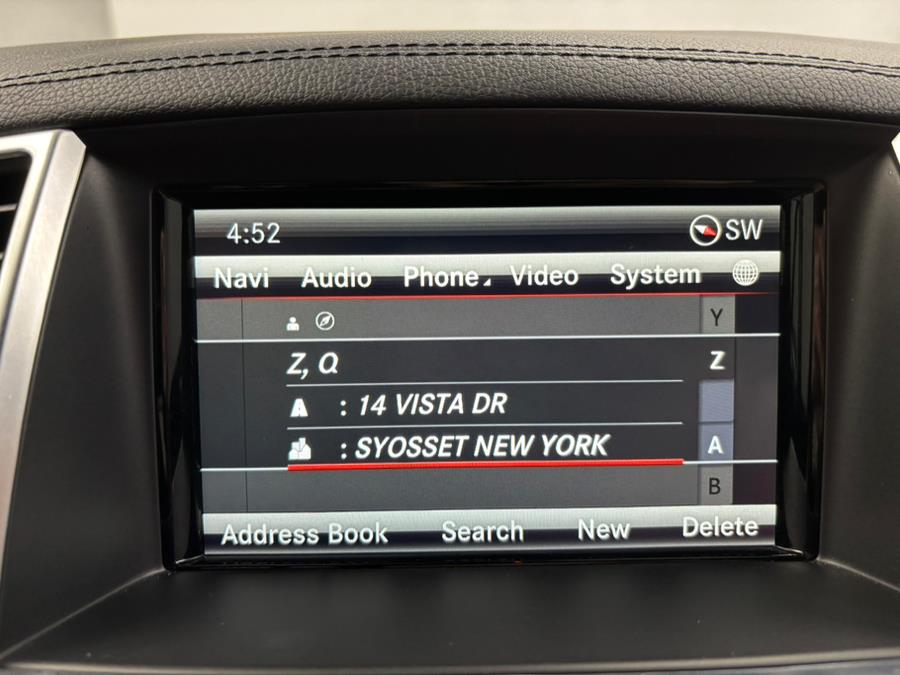 4:52 SW
Navi Audio Phone Video System
Y
Z, Q Z
: 14 VISTA DR
: SYOSSET NEW YORK A
B
Address Book Search New Delete